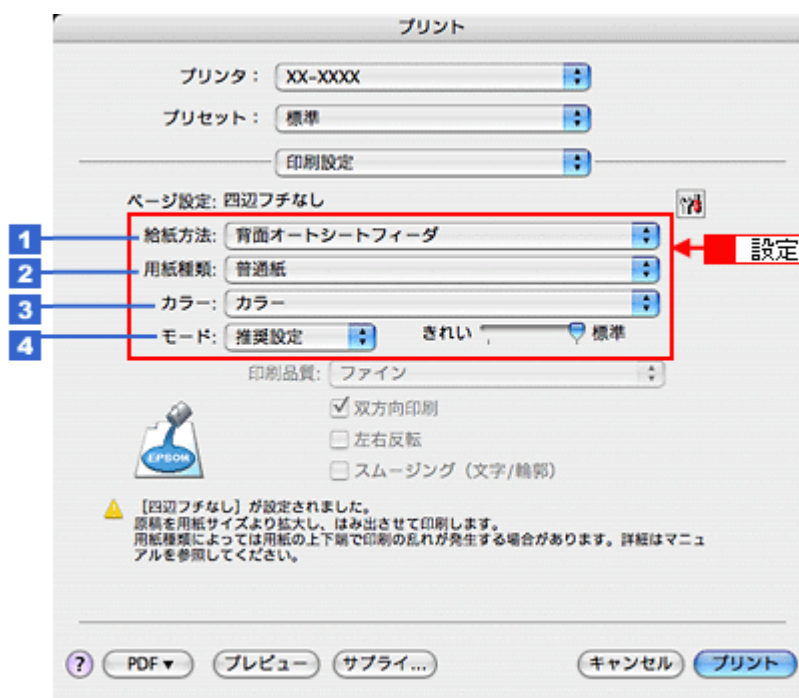 プリント
プリンタ： XX-XXXX
プリセット： 標準
印刷設定
ページ設定: 四辺フチなし
1 給紙方法: 背面オートシートフィーダ
設定
2 用紙種類: 普通紙
3 カラー: カラー
4 モード: 推奨設定 きれい 標準
印刷品質: ファイン
双方向印刷
左右反転
EPSON
スムージング（文字/輪郭）
［四辺フチなし］が設定されました。
原稿を用紙サイズより拡大し、はみ出させて印刷します。
用紙種類によっては用紙の上下端で印刷の乱れが発生する場合があります。詳細はマニュ
アルを参照してください。
? PDF▼ プレビュー サプライ... キャンセル プリント